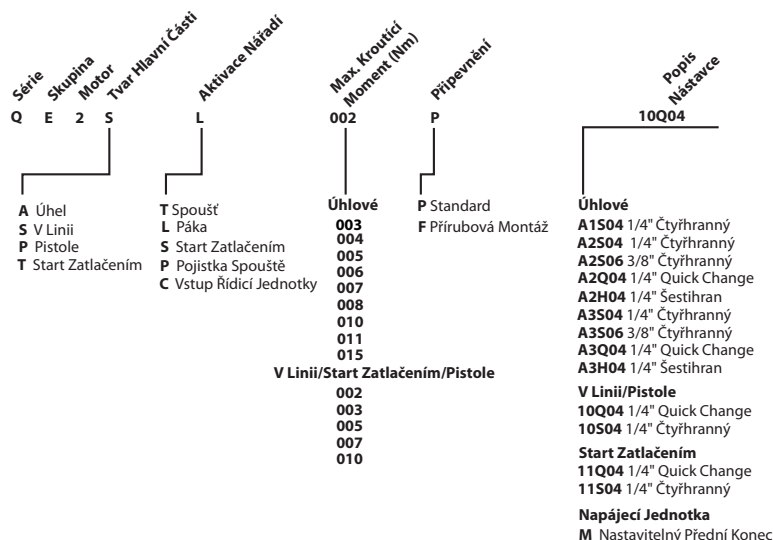 Série
Skupina
Motor
Tvar Hlavní Části
Aktivace Nářadí
Max. Kroutící
Moment (Nm)
Připevnění
Popis
Nástavce
Q E 2 S L 002 P 10Q04
A Úhel
S V Linii
P Pistole
T Start Zatlačením
T Spoušť
L Páka
S Start Zatlačením
P Pojistka Spouště
C Vstup Řídicí Jednotky
Úhlové
003
004
005
006
007
008
010
011
015
V Linii/Start Zatlačením/Pistole
002
003
005
007
010
P Standard
F Přírubová Montáž
Úhlové
A1S04 1/4" Čtyřhranný
A2S04 1/4" Čtyřhranný
A2S06 3/8" Čtyřhranný
A2Q04 1/4" Quick Change
A2H04 1/4" Šestihran
A3S04 1/4" Čtyřhranný
A3S06 3/8" Čtyřhranný
A3Q04 1/4" Quick Change
A3H04 1/4" Šestihran
V Linii/Pistole
10Q04 1/4" Quick Change
10S04 1/4" Čtyřhranný
Start Zatlačením
11Q04 1/4" Quick Change
11S04 1/4" Čtyřhranný
Napájecí Jednotka
M Nastavitelný Přední Konec